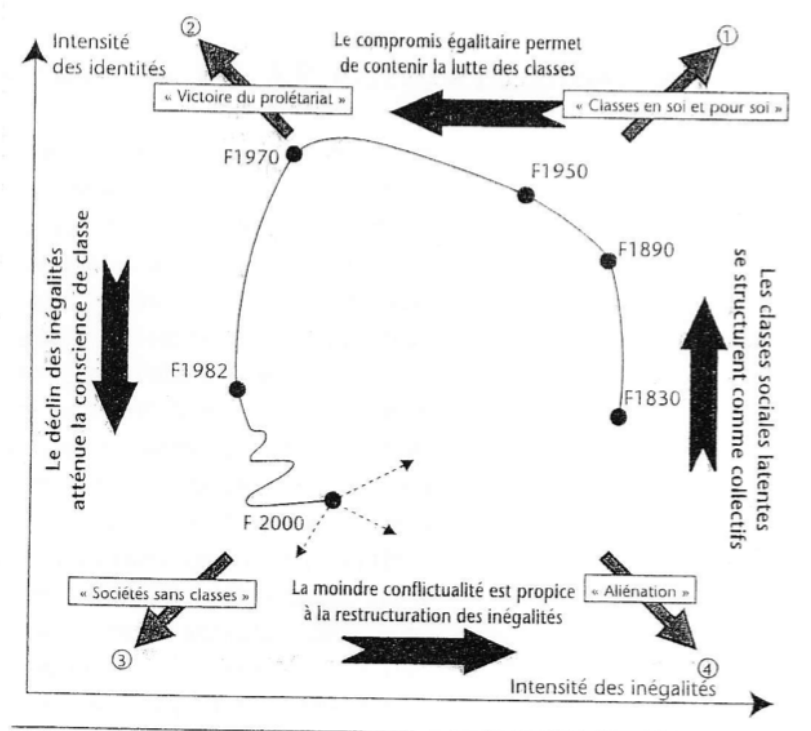 ②
①
Intensité
des identités
Le compromis égalitaire permet
de contenir la lutte des classes
« Victoire du prolétariat »
« Classes en soi et pour soi »
F1970
F1950
F1890
Le déclin des inégalités
atténue la conscience de classe
Les classes sociales latentes
se structurent comme collectifs
F1982
F1830
F 2000
« Sociétés sans classes »
La moindre conflictualité est propice
à la restructuration des inégalités
« Aliénation »
③
④
Intensité des inégalités